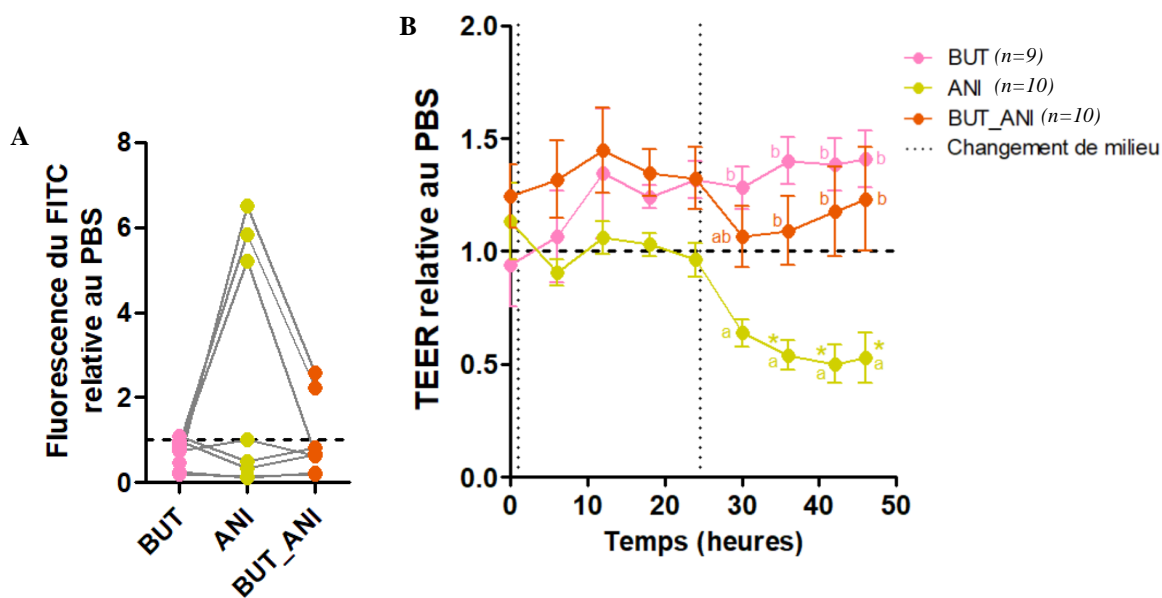 A
Fluorescence du FITC
relative au PBS
8
6
4
2
0
BUT
ANI
BUT_ANI
B
TEER relative au PBS
2.0
1.5
1.0
0.5
0.0
b
b
b
b
ab
b
b
b
a
*
a
*
a
*
a
0
10
20
30
40
50
Temps (heures)
BUT (n=9)
ANI (n=10)
BUT_ANI (n=10)
Changement de milieu